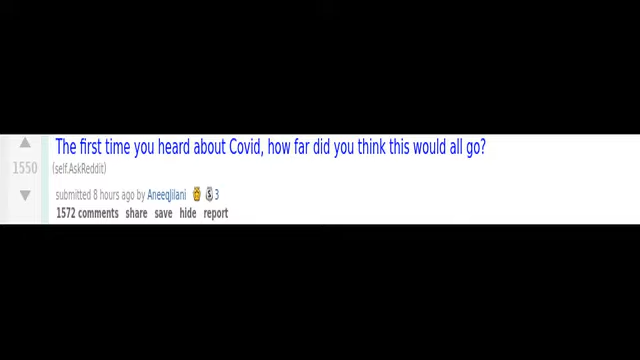 The first time you heard about Covid, how far did you think this would all go?
1550
(self.AskReddit)
submitted 8 hours ago by AneeqJilani 3
1572 comments share save hide report